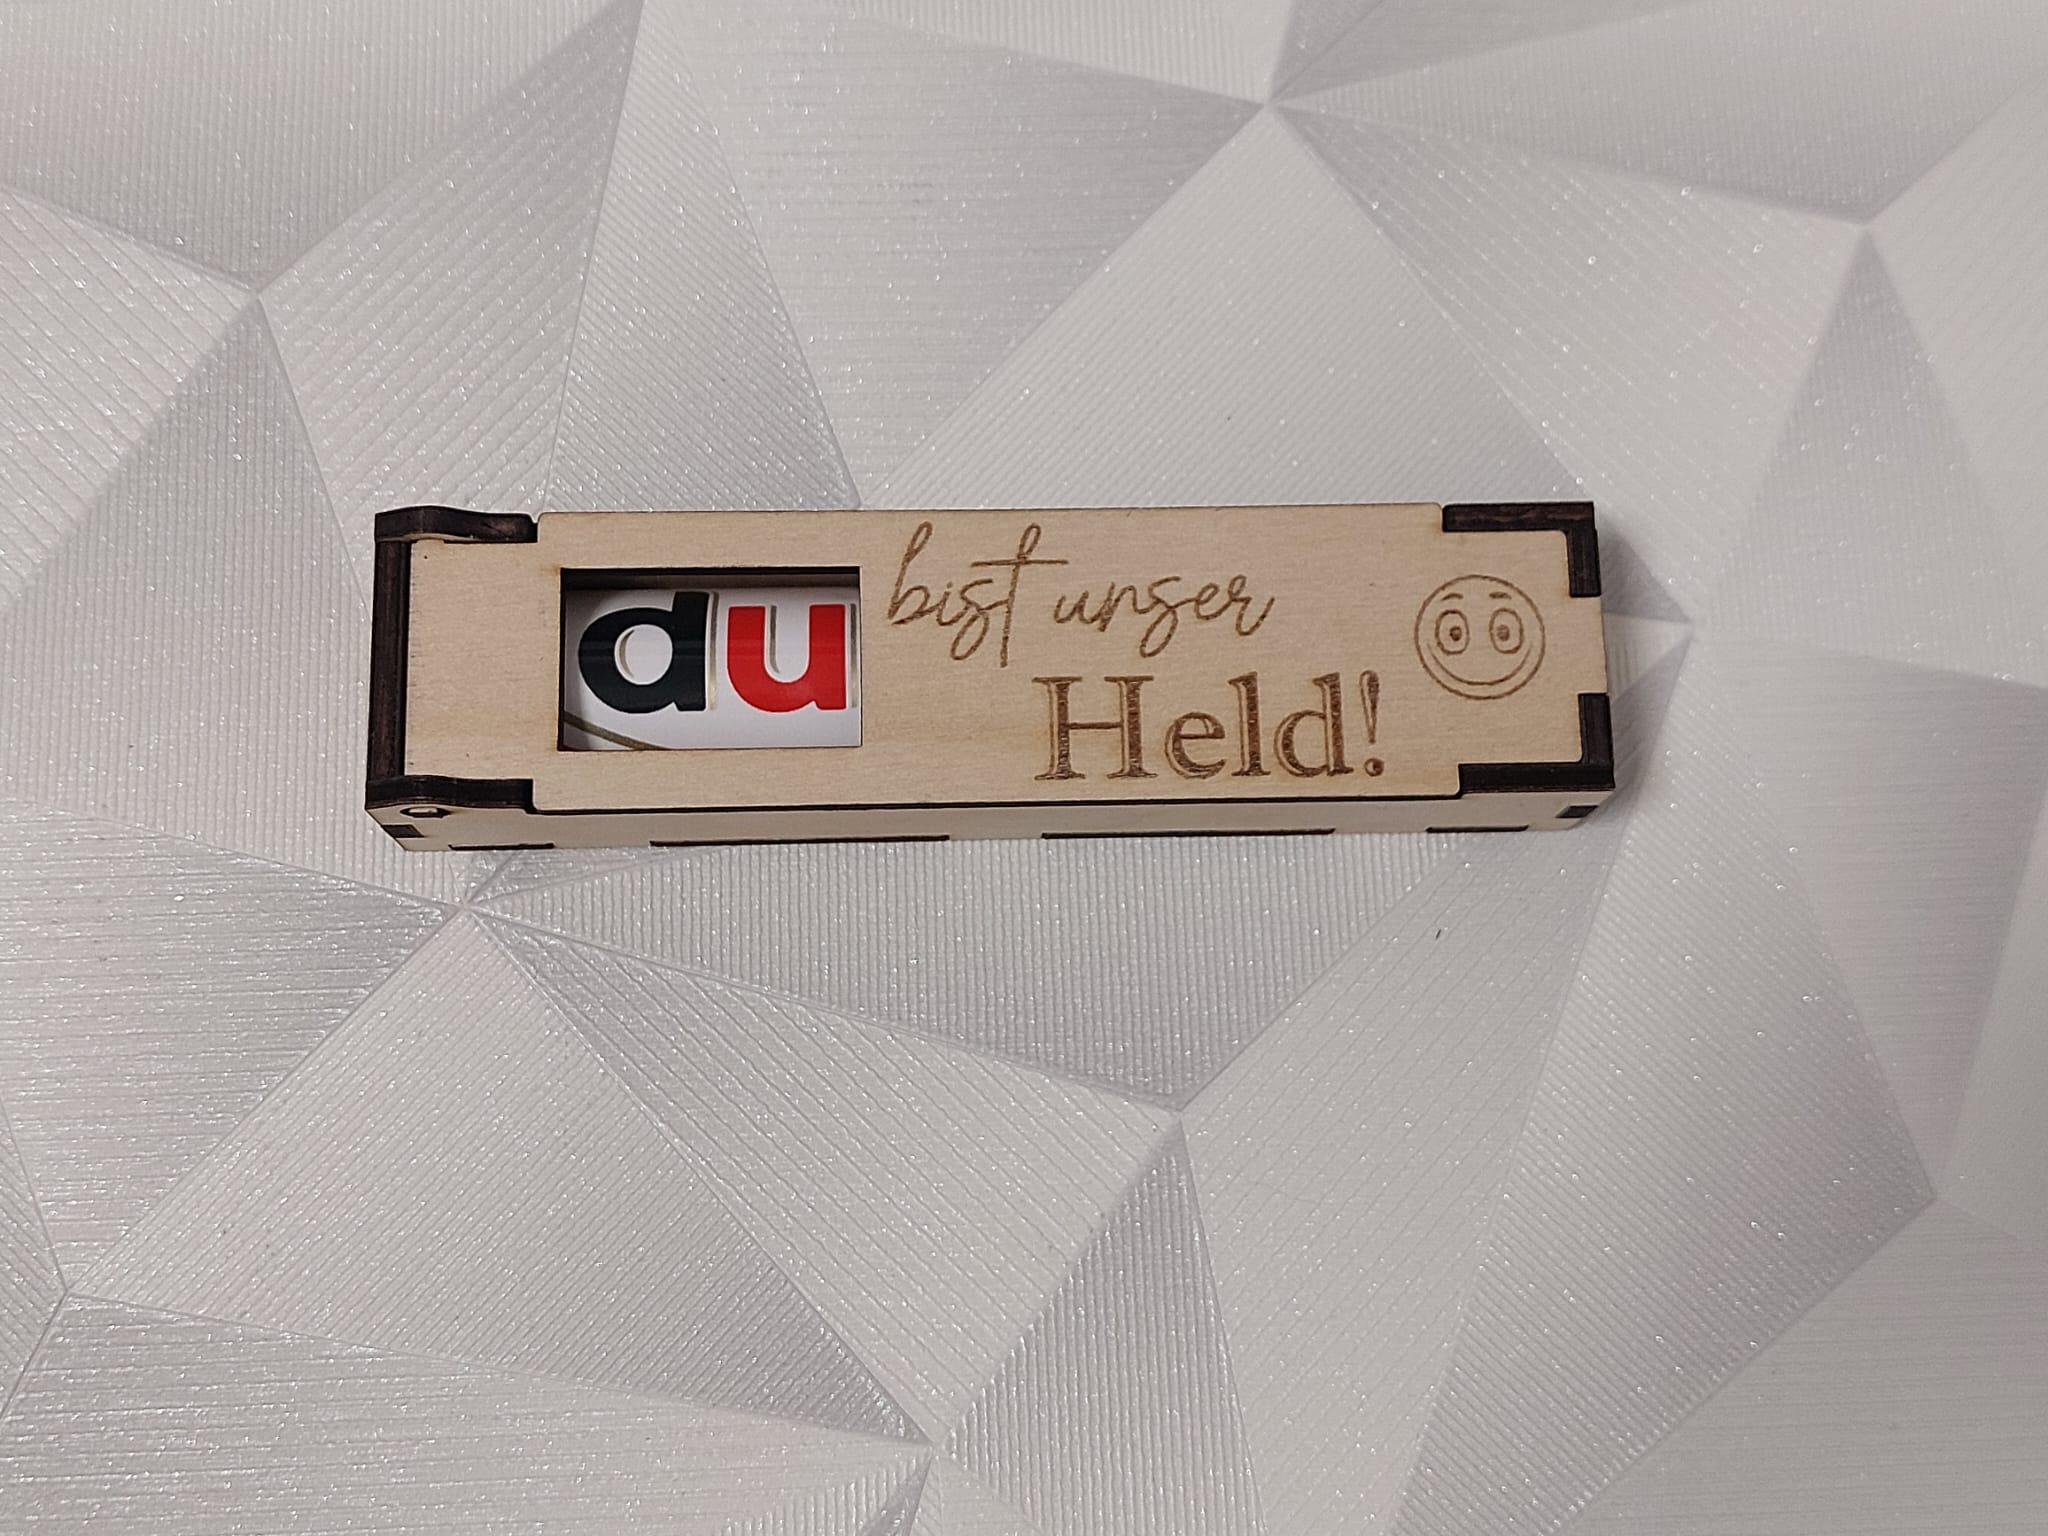 du bist unser
Held!